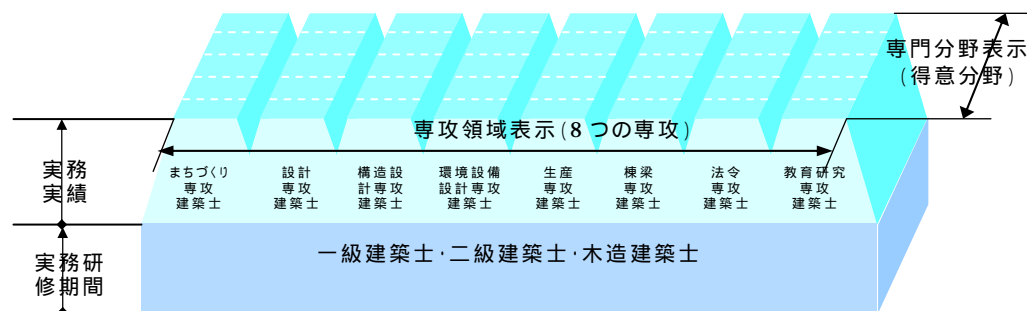 専門分野表示
(得意分野)
専攻領域表示(8つの専攻)
実務
実績
まちづくり
専攻
建築士
設計
専攻
建築士
構造設
計専攻
建築士
環境設備
設計専攻
建築士
生産
専攻
建築士
棟梁
専攻
建築士
法令
専攻
建築士
教育研究
専攻
建築士
一級建築士・二級建築士・木造建築士
実務研
修期間